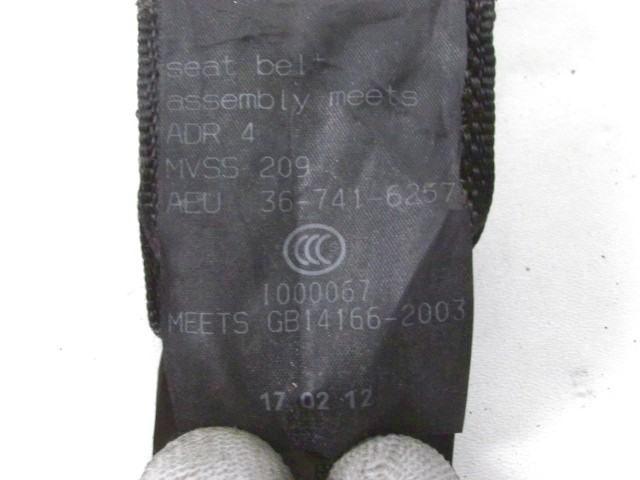 seat belt
assembly meets
ADR 4
MVSS 209
AEU 36-741-6257
CCC
1000067
MEETS GB14166-2003
17 02 12